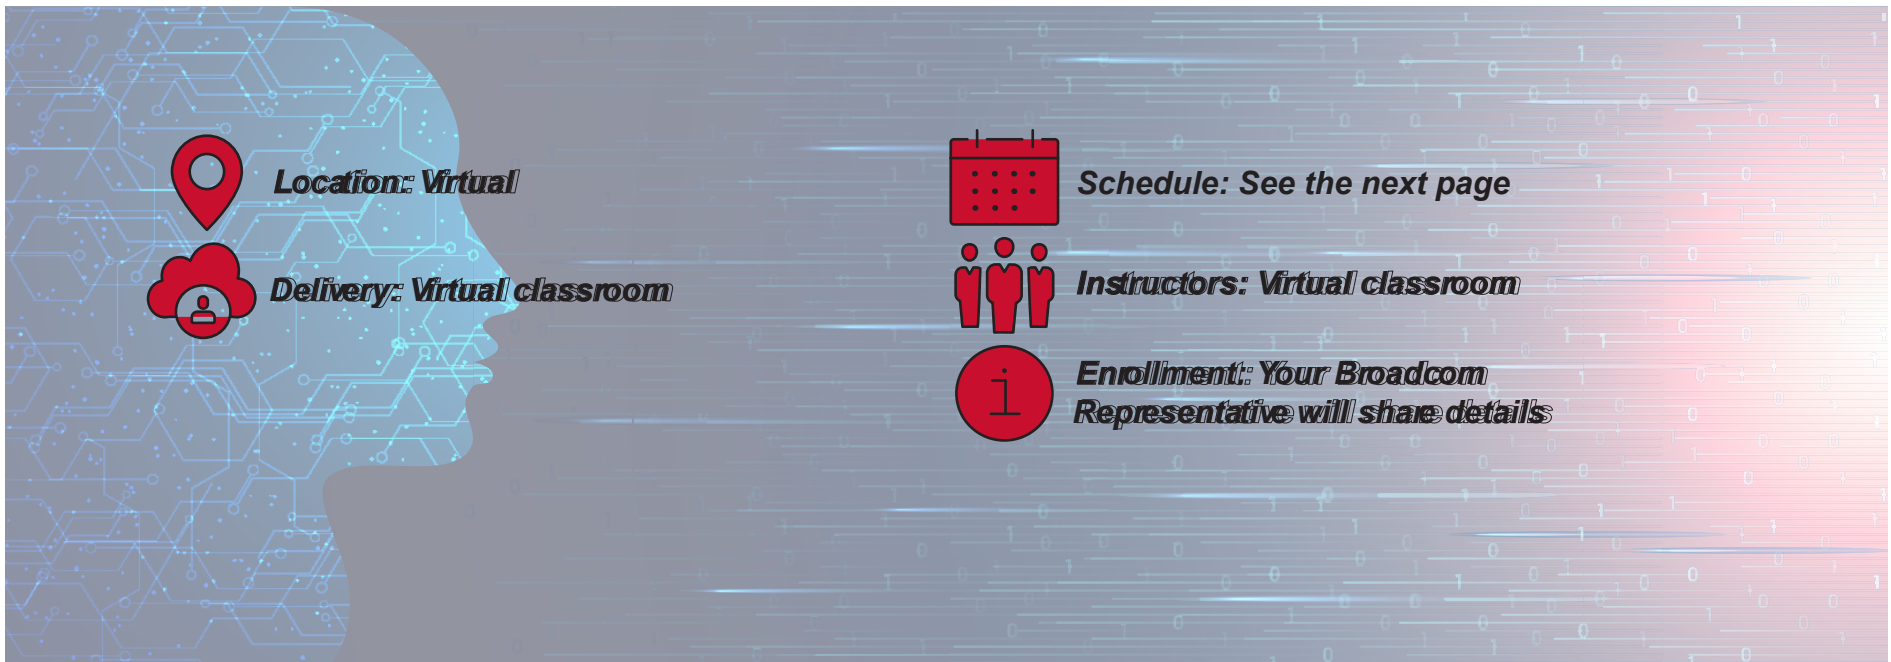 Location: Virtual
Delivery: Virtual classroom
Schedule: See the next page
Instructors: Virtual classroom
Enrollment: Your Broadcom
Representative will share details